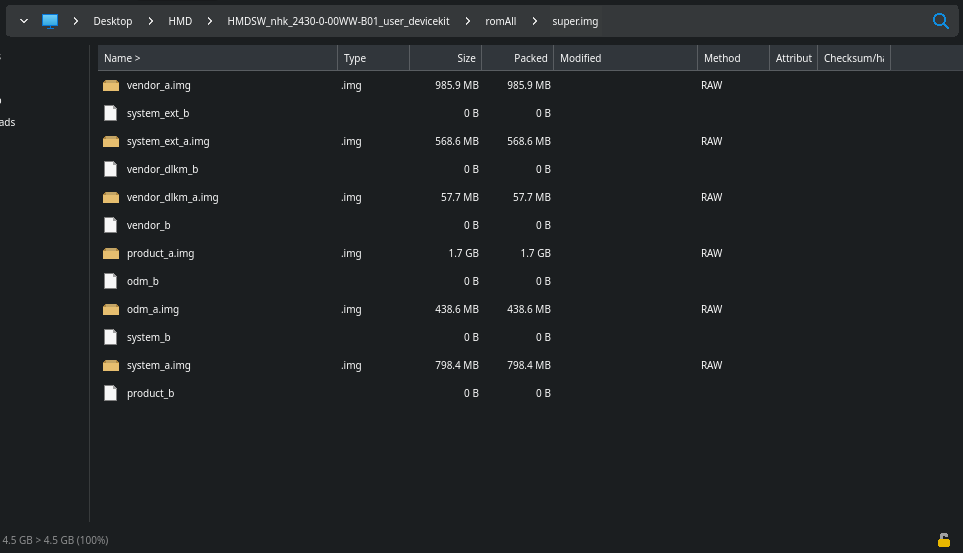 Desktop > HMD > HMDSW_nhk_2430-0-00WW-B01_user_devicekit > romAll > super.img
Name > Type Size Packed Modified Method Attribut Checksum/ha
vendor_a.img .img 985.9 MB 985.9 MB RAW
system_ext_b 0 B 0 B
system_ext_a.img .img 568.6 MB 568.6 MB RAW
ads
vendor_dlkm_b 0 B 0 B
vendor_dlkm_a.img .img 57.7 MB 57.7 MB RAW
vendor_b 0 B 0 B
product_a.img .img 1.7 GB 1.7 GB RAW
odm_b 0 B 0 B
odm_a.img .img 438.6 MB 438.6 MB RAW
system_b 0 B 0 B
system_a.img .img 798.4 MB 798.4 MB RAW
product_b 0 B 0 B
4.5 GB > 4.5 GB (100%)